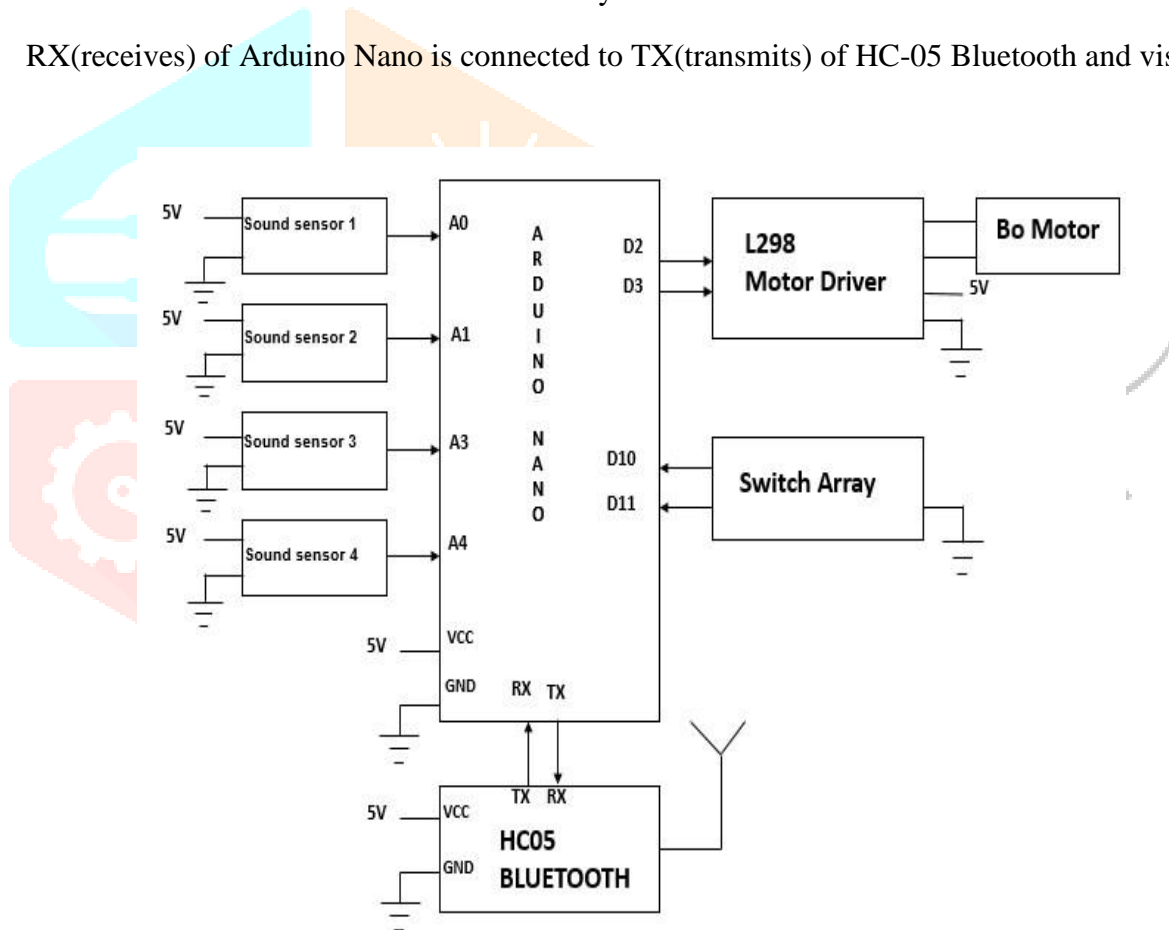 RX(receives) of Arduino Nano is connected to TX(transmits) of HC-05 Bluetooth and
5V
Sound sensor 1
A0
5V
Sound sensor 2
A1
5V
Sound sensor 3
A3
5V
Sound sensor 4
A4
5V
VCC
GND
RX TX
ARDUINO NANO
D2
D3
L298
Motor Driver
Bo Motor
5V
D10
D11
Switch Array
TX RX
5V
VCC
GND
HC05
BLUETOOTH